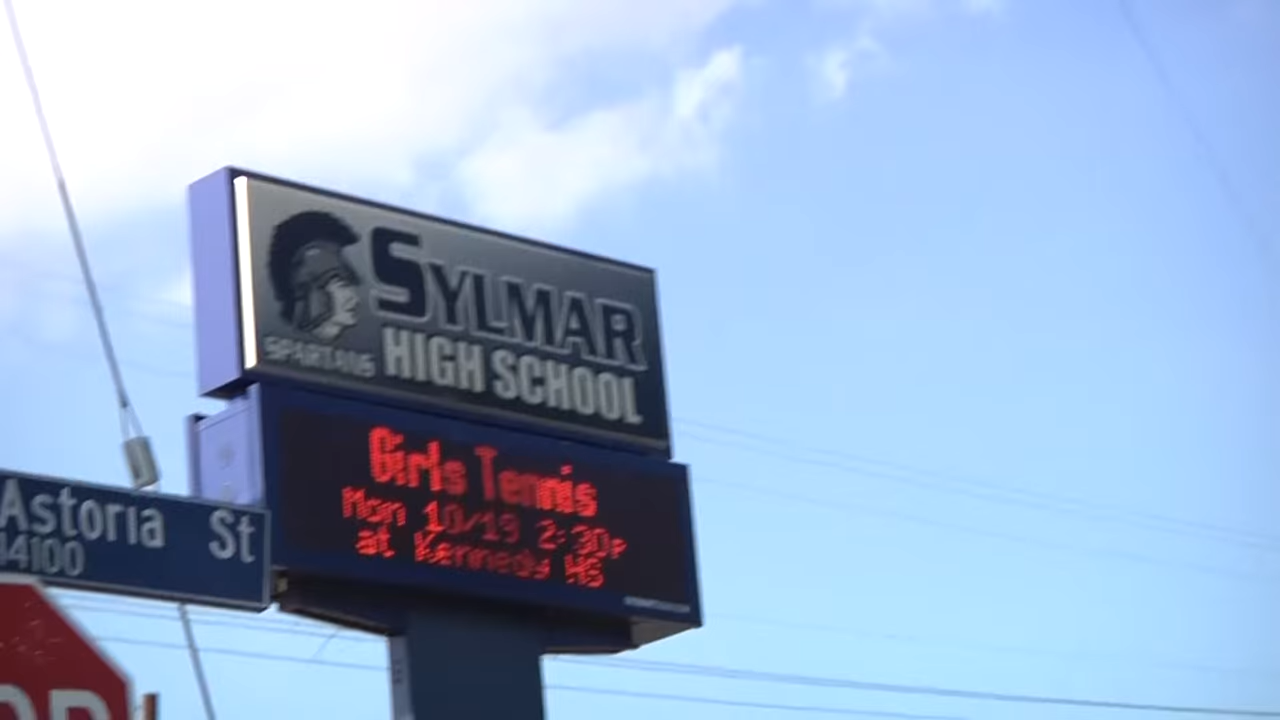 SYLMAR
SPARTANS HIGH SCHOOL
Girls Tennis
Mon 10/19 2:30P
at Kennedy HS
Astoria St
14100